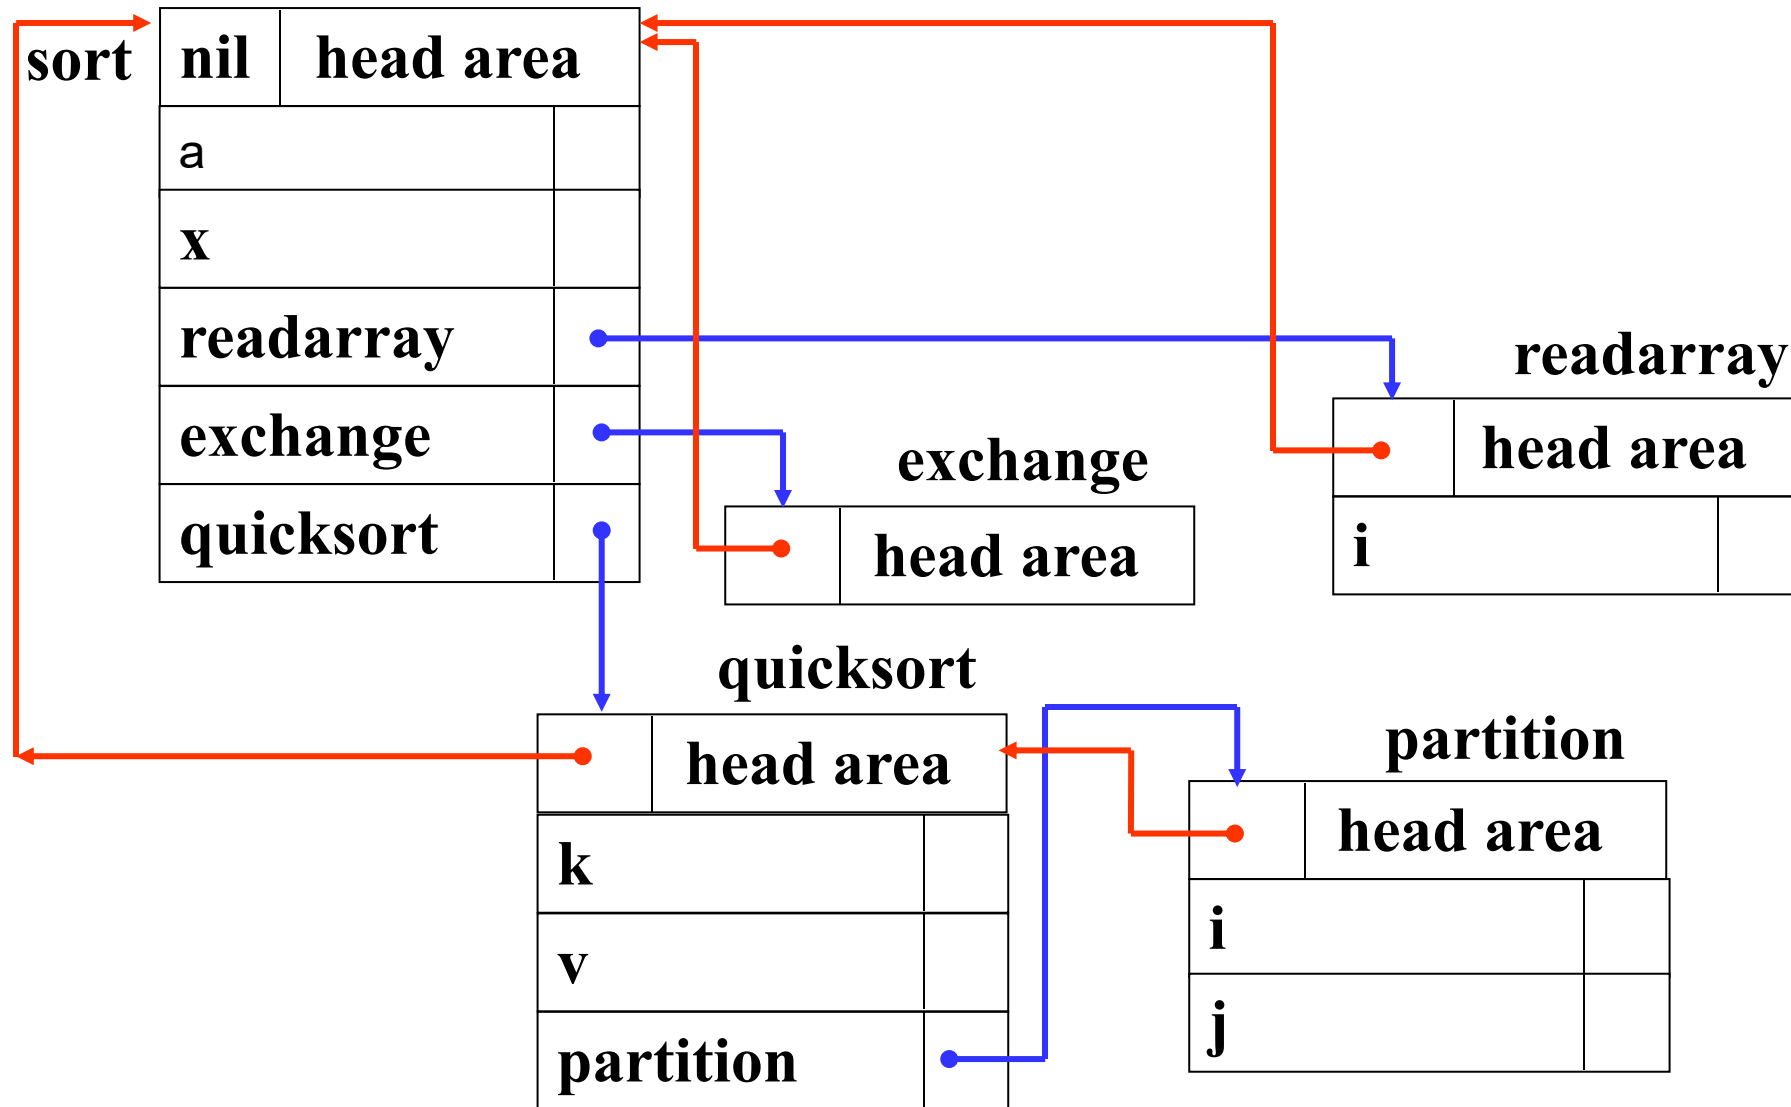 sort
nil head area
a
x
readarray
exchange
quicksort
readarray
head area
i
exchange
head area
quicksort
head area
k
v
partition
partition
head area
i
j